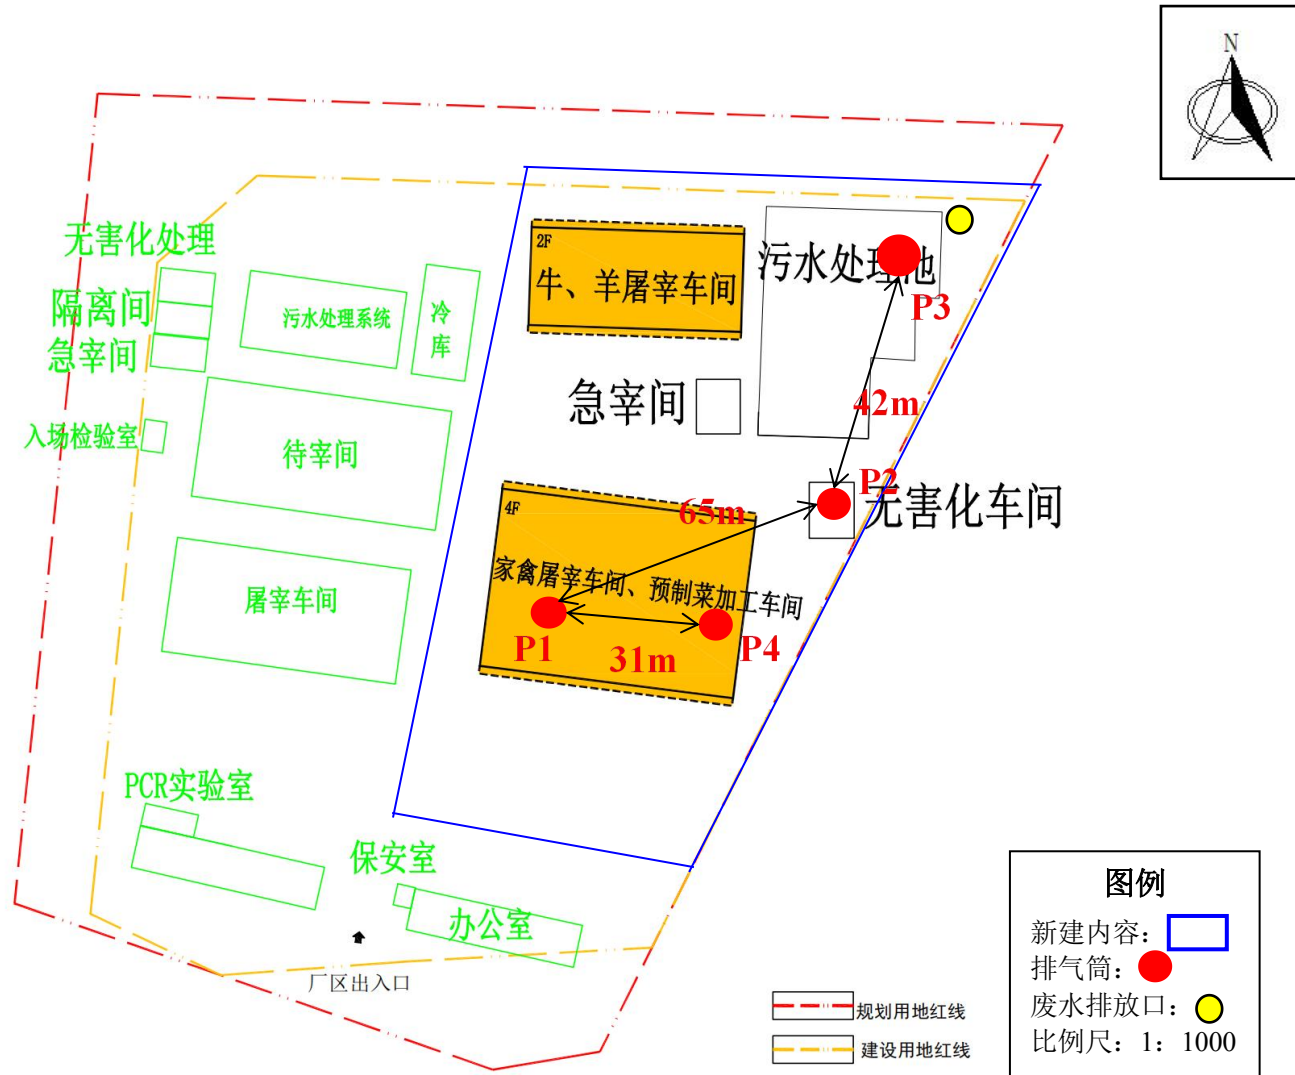 N
无害化处理
隔离间
急宰间
入场检验室
污水处理系统
冷
库
待宰间
屠宰车间
PCR实验室
保安室
办公室
厂区出入口
2F
牛、羊屠宰车间
污水处理池
P3
急宰间
42m
P2
无害化车间
65m
4F
家禽屠宰车间、预制菜加工车间
P1
31m
P4
规划用地红线
建设用地红线
图例
新建内容：
排气筒：
废水排放口：
比例尺：1：1000